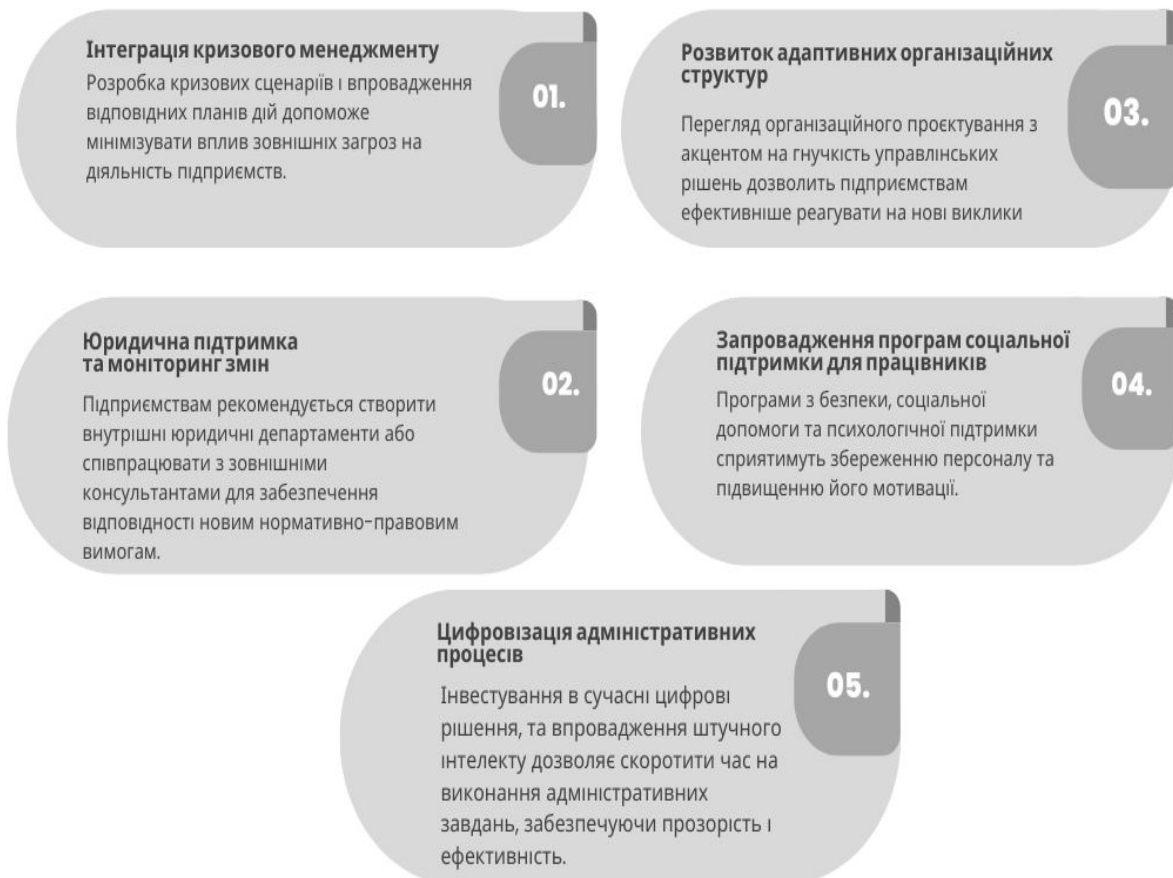 Інтеграція кризового менеджменту
Розробка кризових сценаріїв і впровадження
відповідних планів дій допоможе
мінімізувати вплив зовнішніх загроз на
діяльність підприємств.
01.
Юридична підтримка
та моніторинг змін
Підприємствам рекомендується створити
внутрішні юридичні департаменти або
співпрацювати з зовнішніми
консультантами для забезпечення
відповідності новим нормативно-правовим
вимогам.
02.
Розвиток адаптивних організаційних
структур
Перегляд організаційного проєктування з
акцентом на гнучкість управлінських
рішень дозволить підприємствам
ефективніше реагувати на нові виклики
03.
Запровадження програм соціальної
підтримки для працівників
Програми з безпеки, соціальної
допомоги та психологічної підтримки
сприятимуть збереженню персоналу та
підвищенню його мотивації.
04.
Цифровізація адміністративних
процесів
Інвестування в сучасні цифрові
рішення, та впровадження штучного
інтелекту дозволяє скоротити час на
виконання адміністративних
завдань, забезпечуючи прозорість і
ефективність.
05.